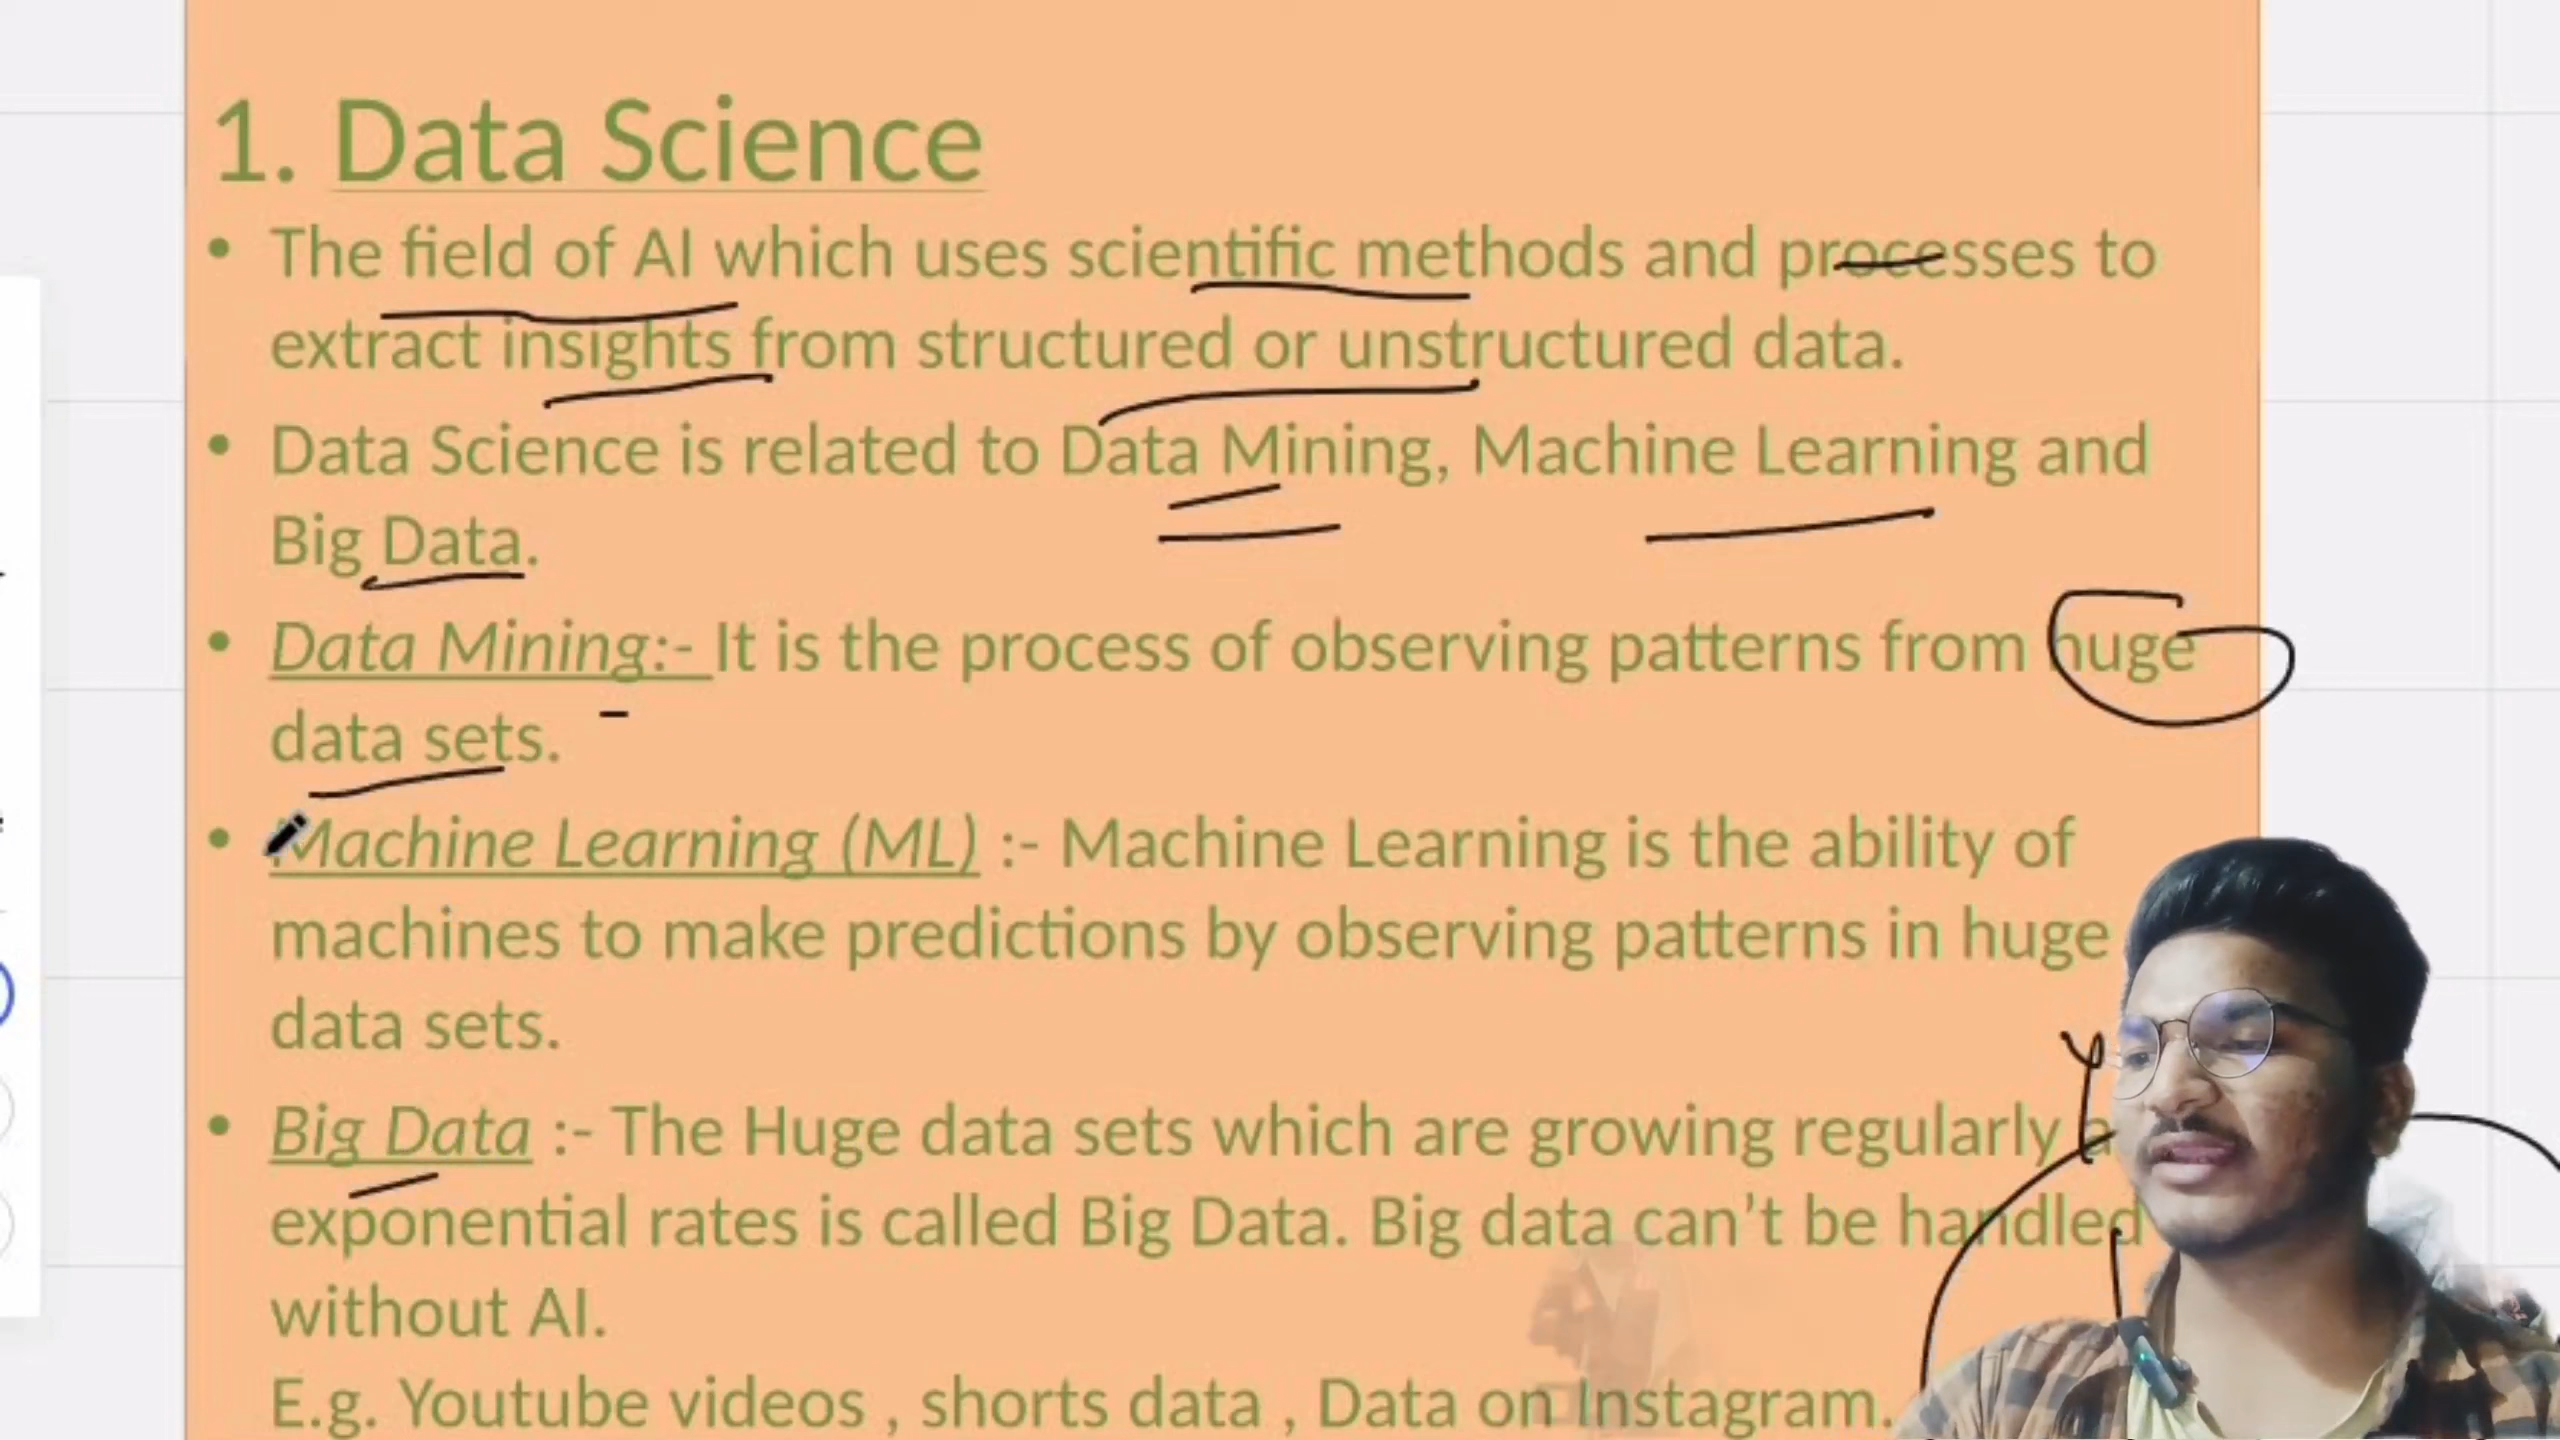 1. Data Science
• The field of AI which uses scientific methods and processes to
extract insights from structured or unstructured data.
• Data Science is related to Data Mining, Machine Learning and
Big Data.
• Data Mining:- It is the process of observing patterns from huge
data sets.
• Machine Learning (ML) :- Machine Learning is the ability of
machines to make predictions by observing patterns in huge
data sets.
• Big Data :- The Huge data sets which are growing regularly
exponential rates is called Big Data. Big data can’t be handled
without AI.
E.g. Youtube videos , shorts data , Data on Instagram.